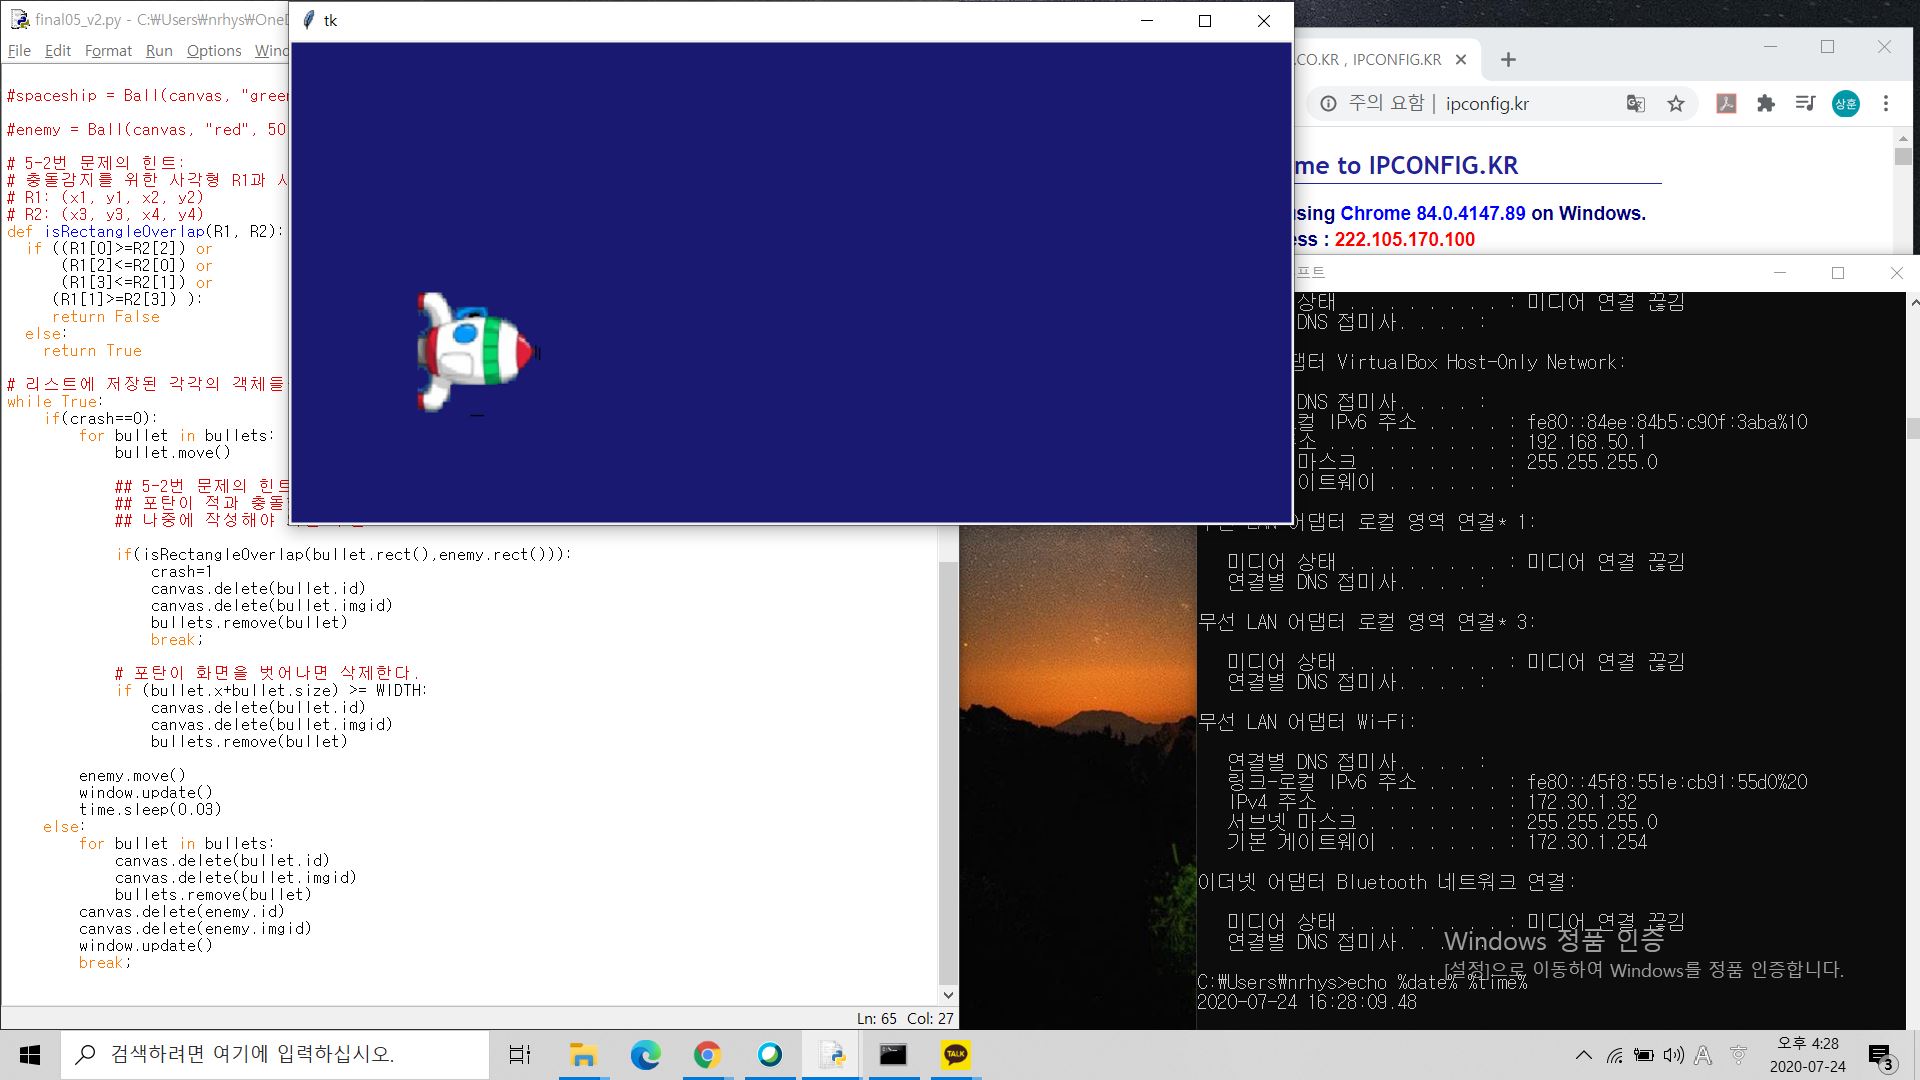 final05_v2.py - C:₩Users₩nrhys₩OneD
File Edit Format Run Options Wind
#spaceship = Ball(canvas, "green
#enemy = Ball(canvas, "red", 50
# 5-2번 문제의 힌트:
# 충돌감지를 위한 사각형 R1과 사
# R1: (x1, y1, x2, y2)
# R2: (x3, y3, x4, y4)
def isRectangleOverlap(R1, R2):
if ((R1[0]>=R2[2]) or
(R1[2]<=R2[0]) or
(R1[3]<=R2[1]) or
(R1[1]>=R2[3]) ):
return False
else:
return True
# 리스트에 저장된 각각의 객체들
while True:
if(crash==0):
for bullet in bullets:
bullet.move()
## 5-2번 문제의 힌트
## 포탄이 적과 충돌
## 나중에 작성해야
if(isRectangleOverlap(bullet.rect(),enemy.rect())):
crash=1
canvas.delete(bullet.id)
canvas.delete(bullet.imgid)
bullets.remove(bullet)
break;
# 포탄이 화면을 벗어나면 삭제한다.
if (bullet.x+bullet.size) >= WIDTH:
canvas.delete(bullet.id)
canvas.delete(bullet.imgid)
bullets.remove(bullet)
enemy.move()
window.update()
time.sleep(0.03)
else:
for bullet in bullets:
canvas.delete(bullet.id)
canvas.delete(bullet.imgid)
bullets.remove(bullet)
canvas.delete(enemy.id)
canvas.delete(enemy.imgid)
window.update()
break;
Ln: 65 Col: 27
tk
.CO.KR , IPCONFIG.KR
주의 요함 | ipconfig.kr
상훈
me to IPCONFIG.KR
sing Chrome 84.0.4147.89 on Windows.
ess : 222.105.170.100
프트
상태 . . . . . . . . : 미디어 연결 끊김
DNS 접미사. . . . :
댑터 VirtualBox Host-Only Network:
DNS 접미사. . . . :
컬 IPv6 주소 . . . . : fe80::84ee:84b5:c90f:3aba%10
소 . . . . . . . . . : 192.168.50.1
마스크 . . . . . . . : 255.255.255.0
이트웨이 . . . . . . :
무선 LAN 어댑터 로컬 영역 연결* 1:
미디어 상태 . . . . . . . . : 미디어 연결 끊김
연결별 DNS 접미사. . . . :
무선 LAN 어댑터 로컬 영역 연결* 3:
미디어 상태 . . . . . . . . : 미디어 연결 끊김
연결별 DNS 접미사. . . . :
무선 LAN 어댑터 Wi-Fi:
연결별 DNS 접미사. . . . :
링크-로컬 IPv6 주소 . . . . : fe80::45f8:551e:cb91:55d0%20
IPv4 주소 . . . . . . . . . : 172.30.1.32
서브넷 마스크 . . . . . . . : 255.255.255.0
기본 게이트웨이 . . . . . . : 172.30.1.254
이더넷 어댑터 Bluetooth 네트워크 연결:
미디어 상태 . . . . . . . . : 미디어 연결 끊김
연결별 DNS 접미사. . .
Windows 정품 인증
[설정]으로 이동하여 Windows를 정품 인증합니다.
C:₩Users₩nrhys>echo %date% %time%
2020-07-24 16:28:09.48
검색하려면 여기에 입력하십시오.
TALK
A
오후 4:28
2020-07-24
3